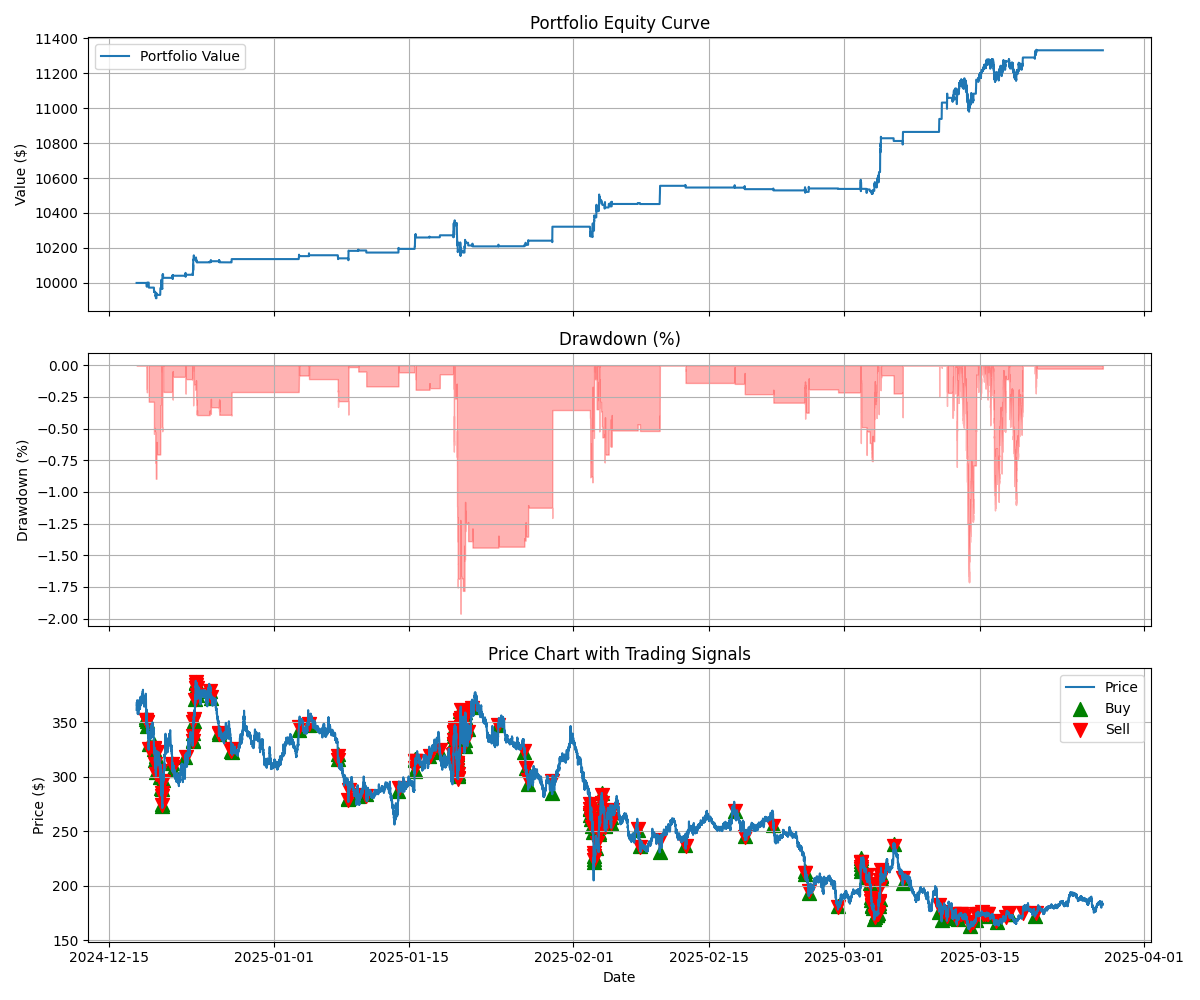 Portfolio Equity Curve
11400
11200
11000
10800
10600
10400
10200
10000
Value ($)
Portfolio Value
Drawdown (%)
0.00
−0.25
−0.50
−0.75
−1.00
−1.25
−1.50
−1.75
−2.00
Drawdown (%)
Price Chart with Trading Signals
350
300
250
200
150
Price ($)
Price
Buy
Sell
2024-12-15 2025-01-01 2025-01-15 2025-02-01 2025-02-15 2025-03-01 2025-03-15 2025-04-01
Date